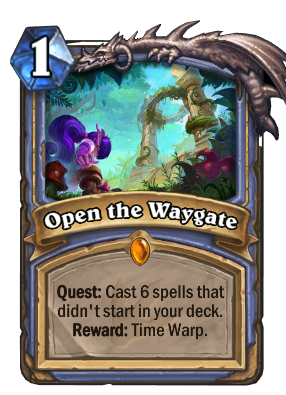 1
Open the Waygate
Quest: Cast 6 spells that
didn't start in your deck.
Reward: Time Warp.